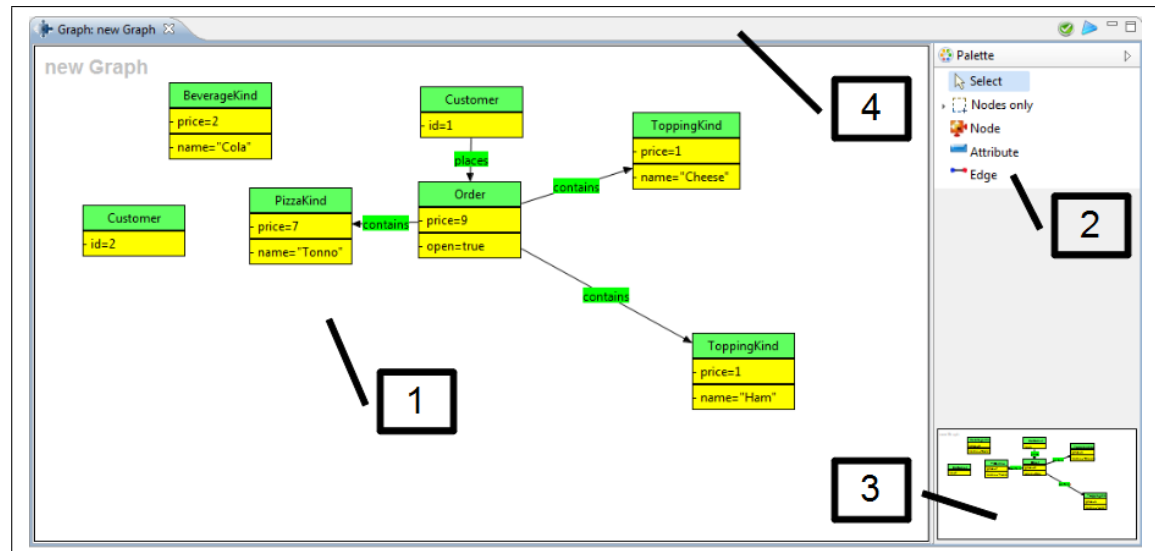 Graph: new Graph
new Graph
Palette
Select
Nodes only
Node
Attribute
Edge
BeverageKind
- price=2
- name="Cola"
Customer
- id=1
places
ToppingKind
- price=1
- name="Cheese"
contains
Order
- price=9
- open=true
PizzaKind
- price=7
- name="Tonno"
contains
Customer
- id=2
contains
ToppingKind
- price=1
- name="Ham"
1
2
3
4